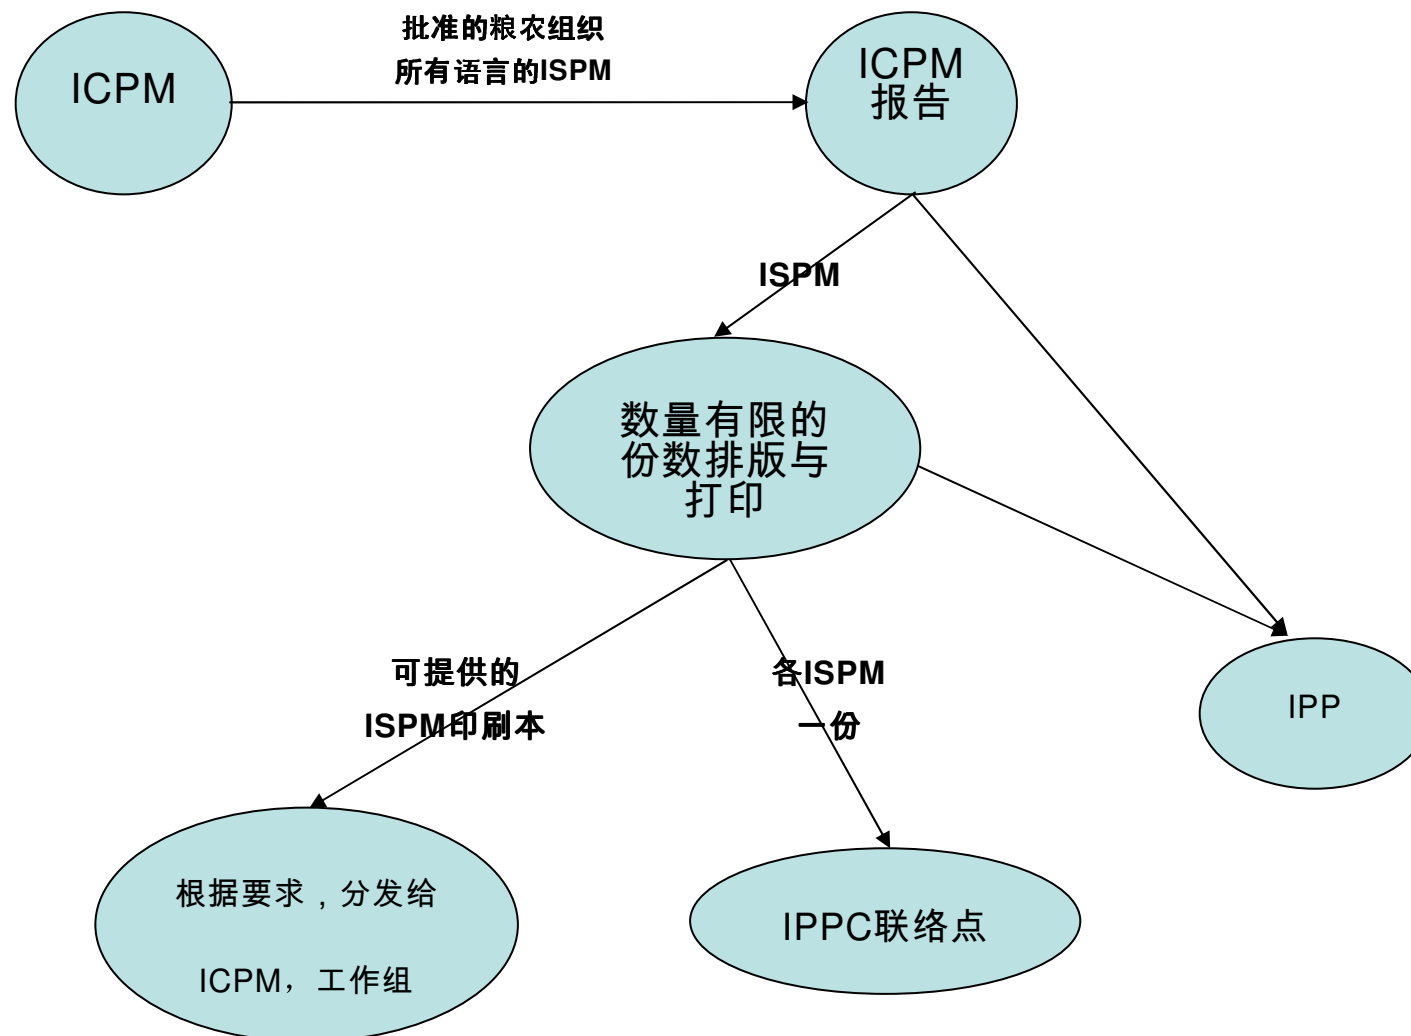 批准的粮农组织
所有语言的ISPM
ICPM
ICPM
报告
ISPM
数量有限的
份数排版与
打印
可提供的
ISPM印刷本
各ISPM
一份
IPP
根据要求，分发给
ICPM，工作组
IPPC联络点